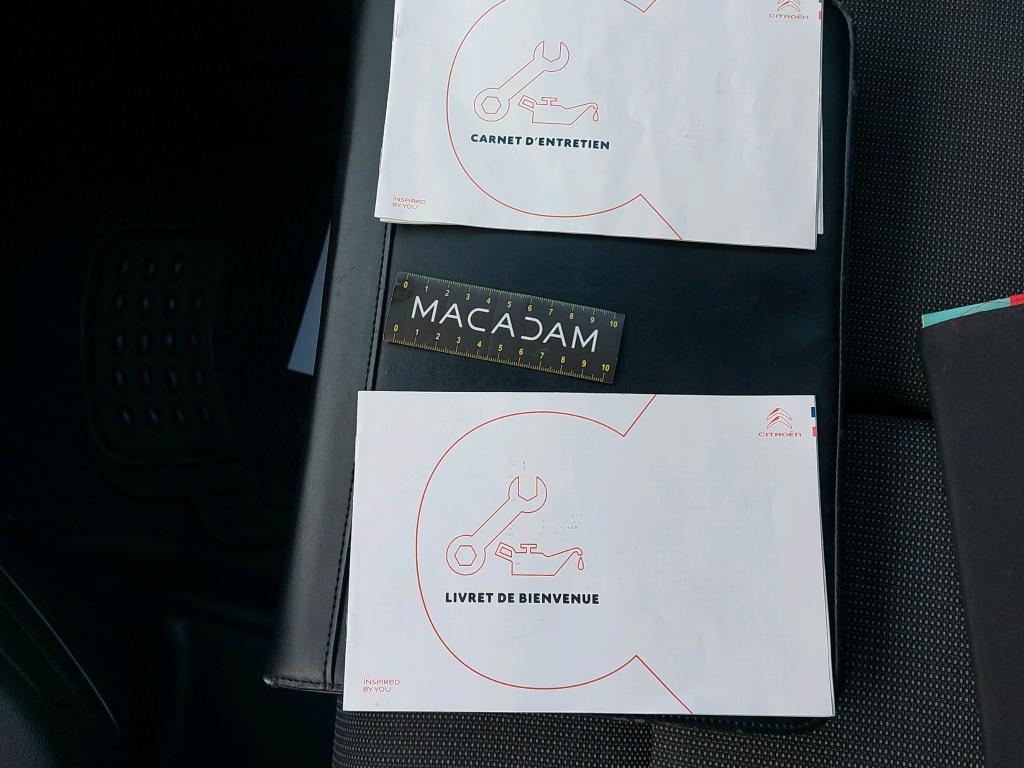 CITROËN
CARNET D'ENTRETIEN
INSPIRED
BY YOU
0 1 2 3 4 5 6 7 8 9 10
MACADAM
0 1 2 3 4 5 6 7 8 9 10
CITROËN
LIVRET DE BIENVENUE
INSPIRED
BY YOU